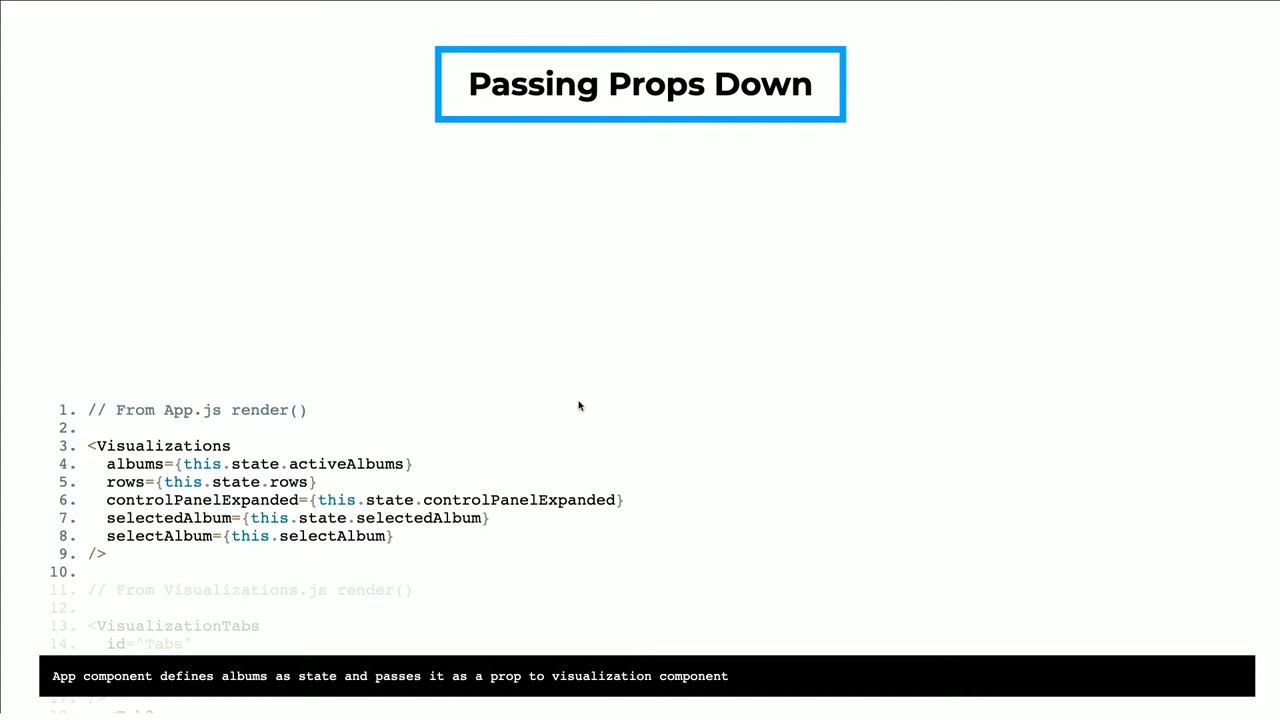 Passing Props Down
1. // From App.js render()
2.
3. <Visualizations
4.   albums={this.state.activeAlbums}
5.   rows={this.state.rows}
6.   controlPanelExpanded={this.state.controlPanelExpanded}
7.   selectedAlbum={this.state.selectedAlbum}
8.   selectAlbum={this.selectAlbum}
9. />
10.
11. // From Visualizations.js render()
12.
13. <VisualizationTabs
14.   id="Tabs"
App component defines albums as state and passes it as a prop to visualization component
17. />